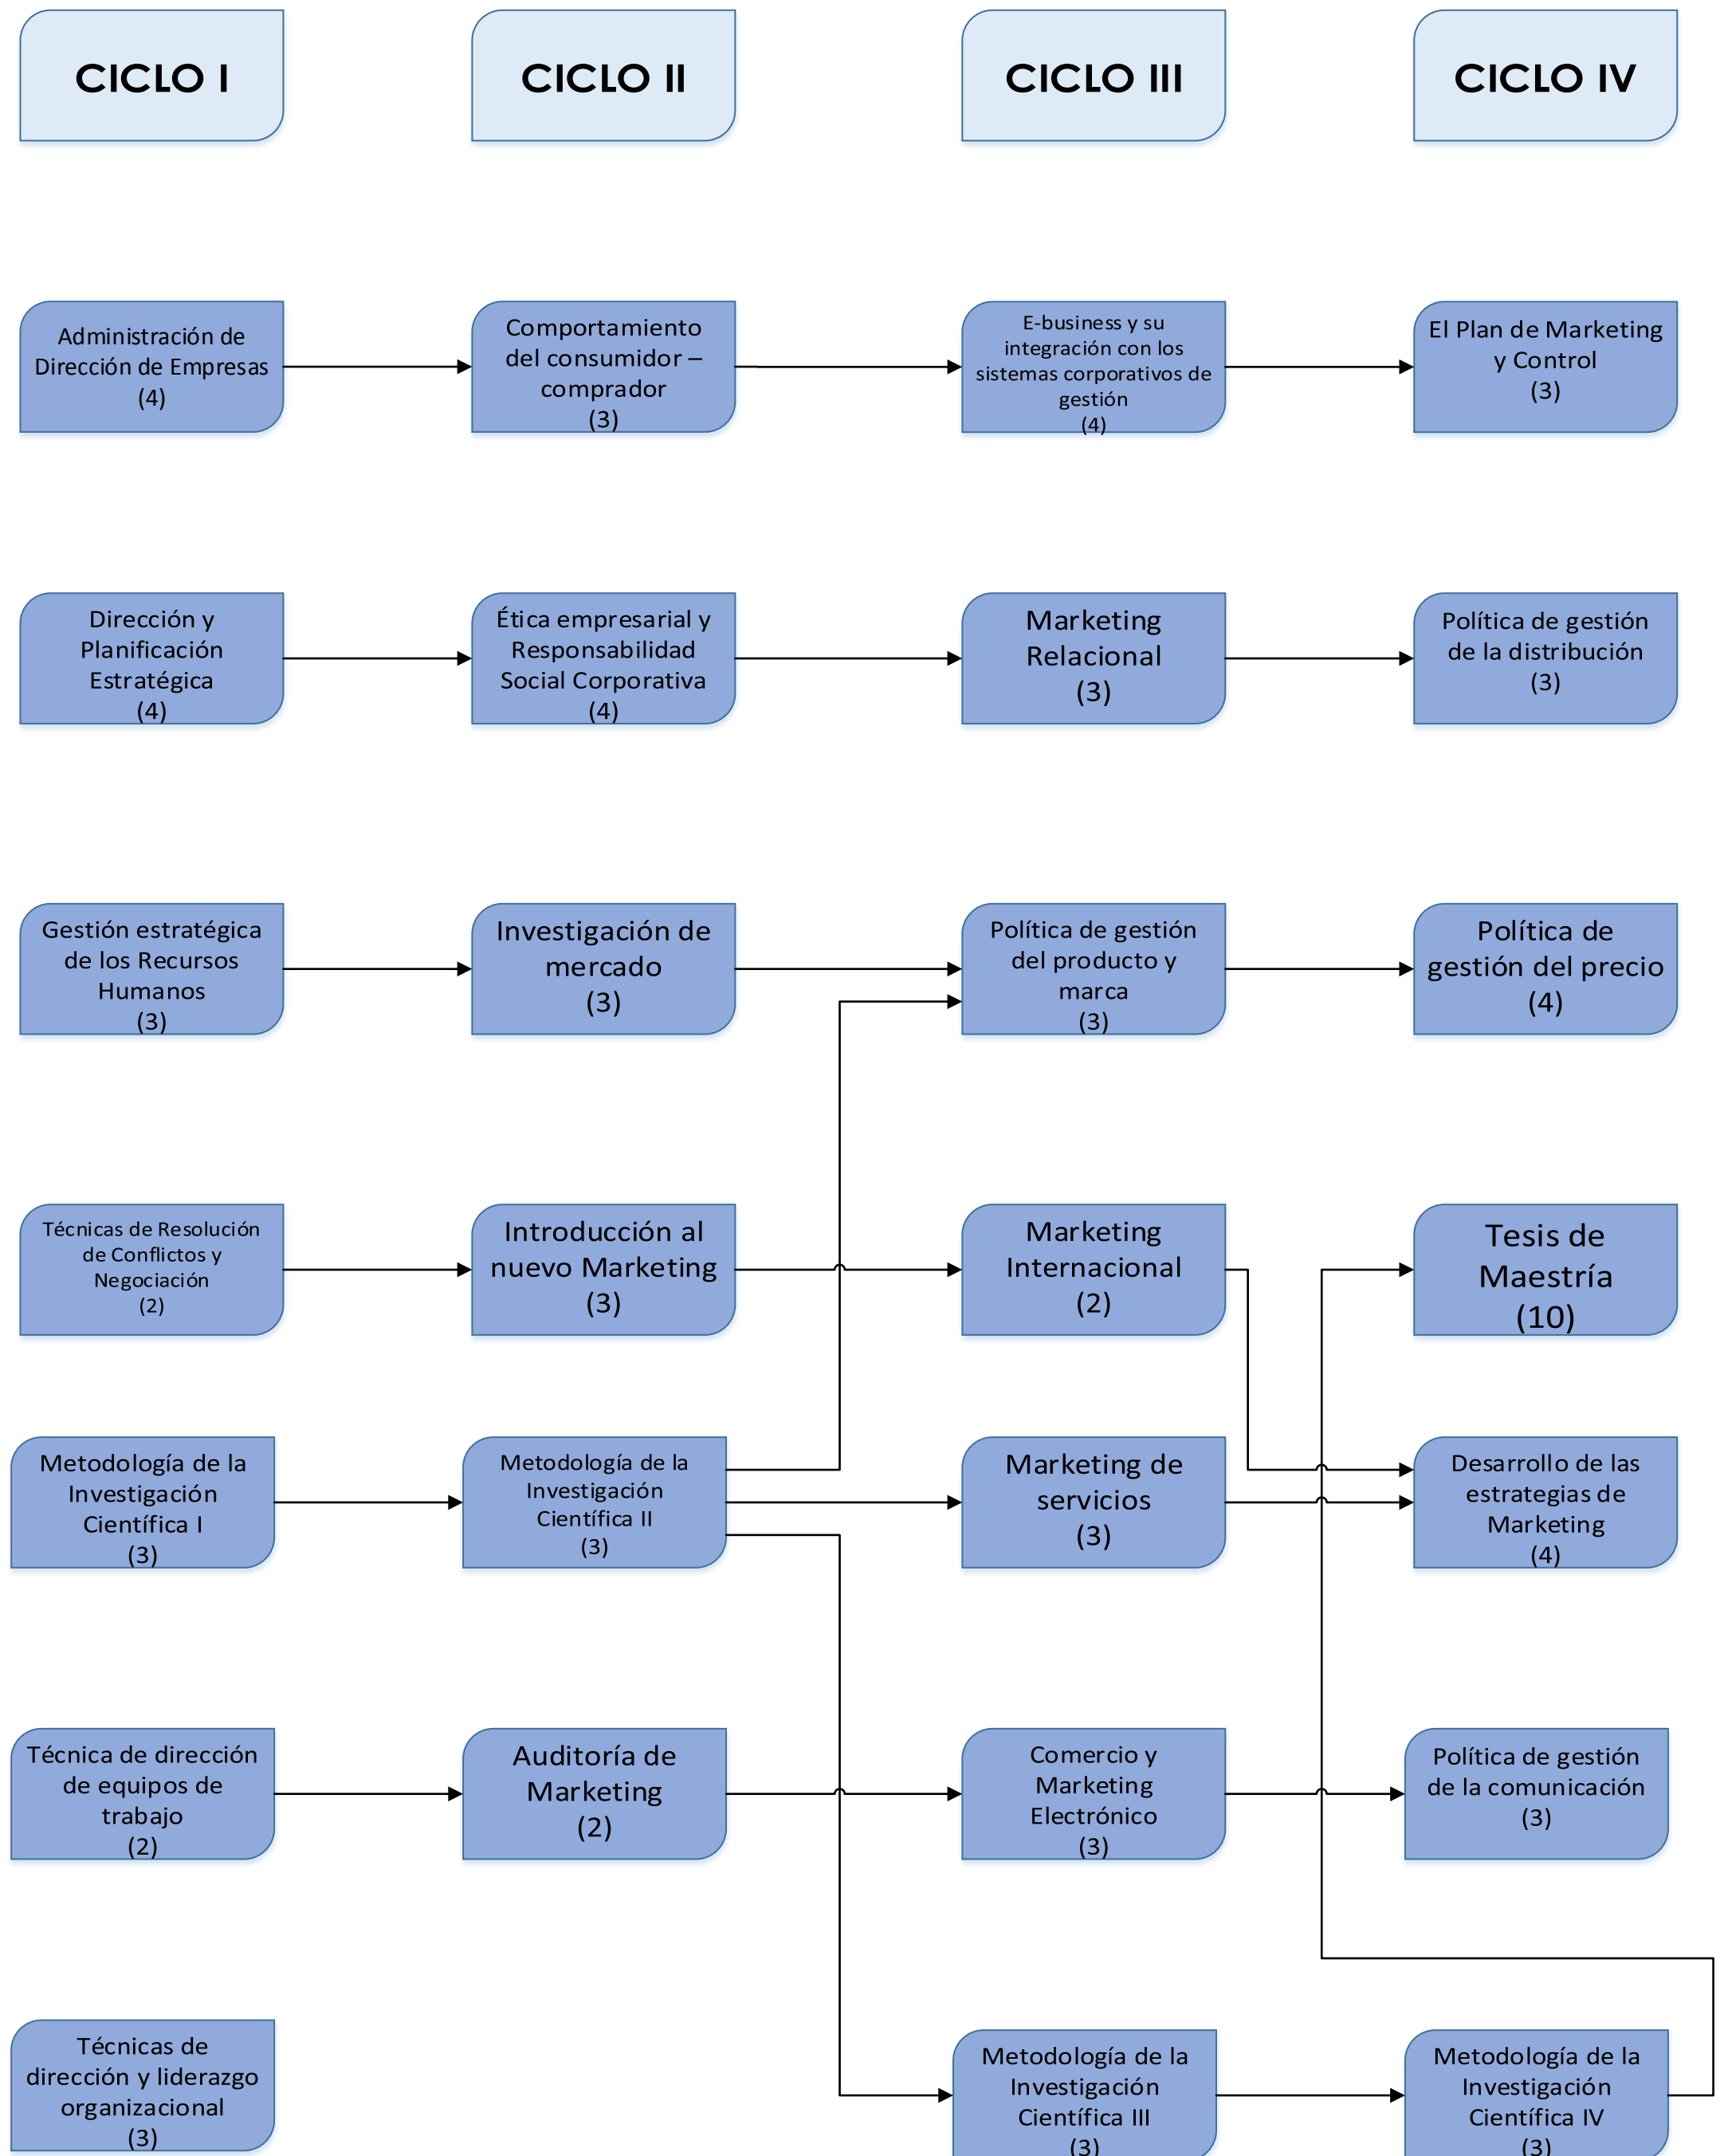 CICLO I
CICLO II
CICLO III
CICLO IV
Administración de
Dirección de Empresas
(4)
Comportamiento
del consumidor –
comprador
(3)
E-business y su
integración con los
sistemas corporativos de
gestión
(4)
El Plan de Marketing
y Control
(3)
Dirección y
Planificación
Estratégica
(4)
Ética empresarial y
Responsabilidad
Social Corporativa
(4)
Marketing
Relacional
(3)
Política de gestión
de la distribución
(3)
Gestión estratégica
de los Recursos
Humanos
(3)
Investigación de
mercado
(3)
Política de gestión
del producto y
marca
(3)
Política de
gestión del precio
(4)
Técnicas de Resolución
de Conflictos y
Negociación
(2)
Introducción al
nuevo Marketing
(3)
Marketing
Internacional
(2)
Tesis de
Maestría
(10)
Metodología de la
Investigación
Científica I
(3)
Metodología de la
Investigación
Científica II
(3)
Marketing de
servicios
(3)
Desarrollo de las
estrategias de
Marketing
(4)
Técnica de dirección
de equipos de
trabajo
(2)
Auditoría de
Marketing
(2)
Comercio y
Marketing
Electrónico
(3)
Política de gestión
de la comunicación
(3)
Técnicas de
dirección y liderazgo
organizacional
(3)
Metodología de la
Investigación
Científica III
(3)
Metodología de la
Investigación
Científica IV
(3)